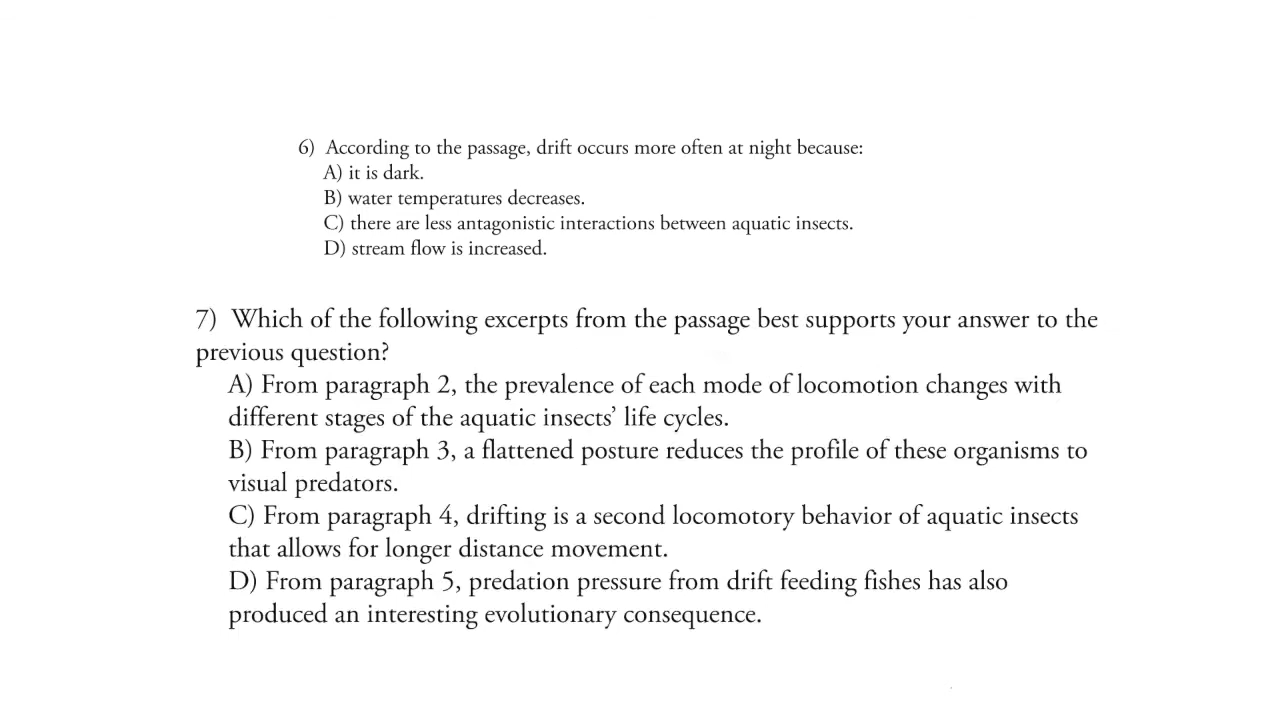 6) According to the passage, drift occurs more often at night because:
A) it is dark.
B) water temperatures decreases.
C) there are less antagonistic interactions between aquatic insects.
D) stream flow is increased.
7) Which of the following excerpts from the passage best supports your answer to the
previous question?
A) From paragraph 2, the prevalence of each mode of locomotion changes with
different stages of the aquatic insects’ life cycles.
B) From paragraph 3, a flattened posture reduces the profile of these organisms to
visual predators.
C) From paragraph 4, drifting is a second locomotory behavior of aquatic insects
that allows for longer distance movement.
D) From paragraph 5, predation pressure from drift feeding fishes has also
produced an interesting evolutionary consequence.